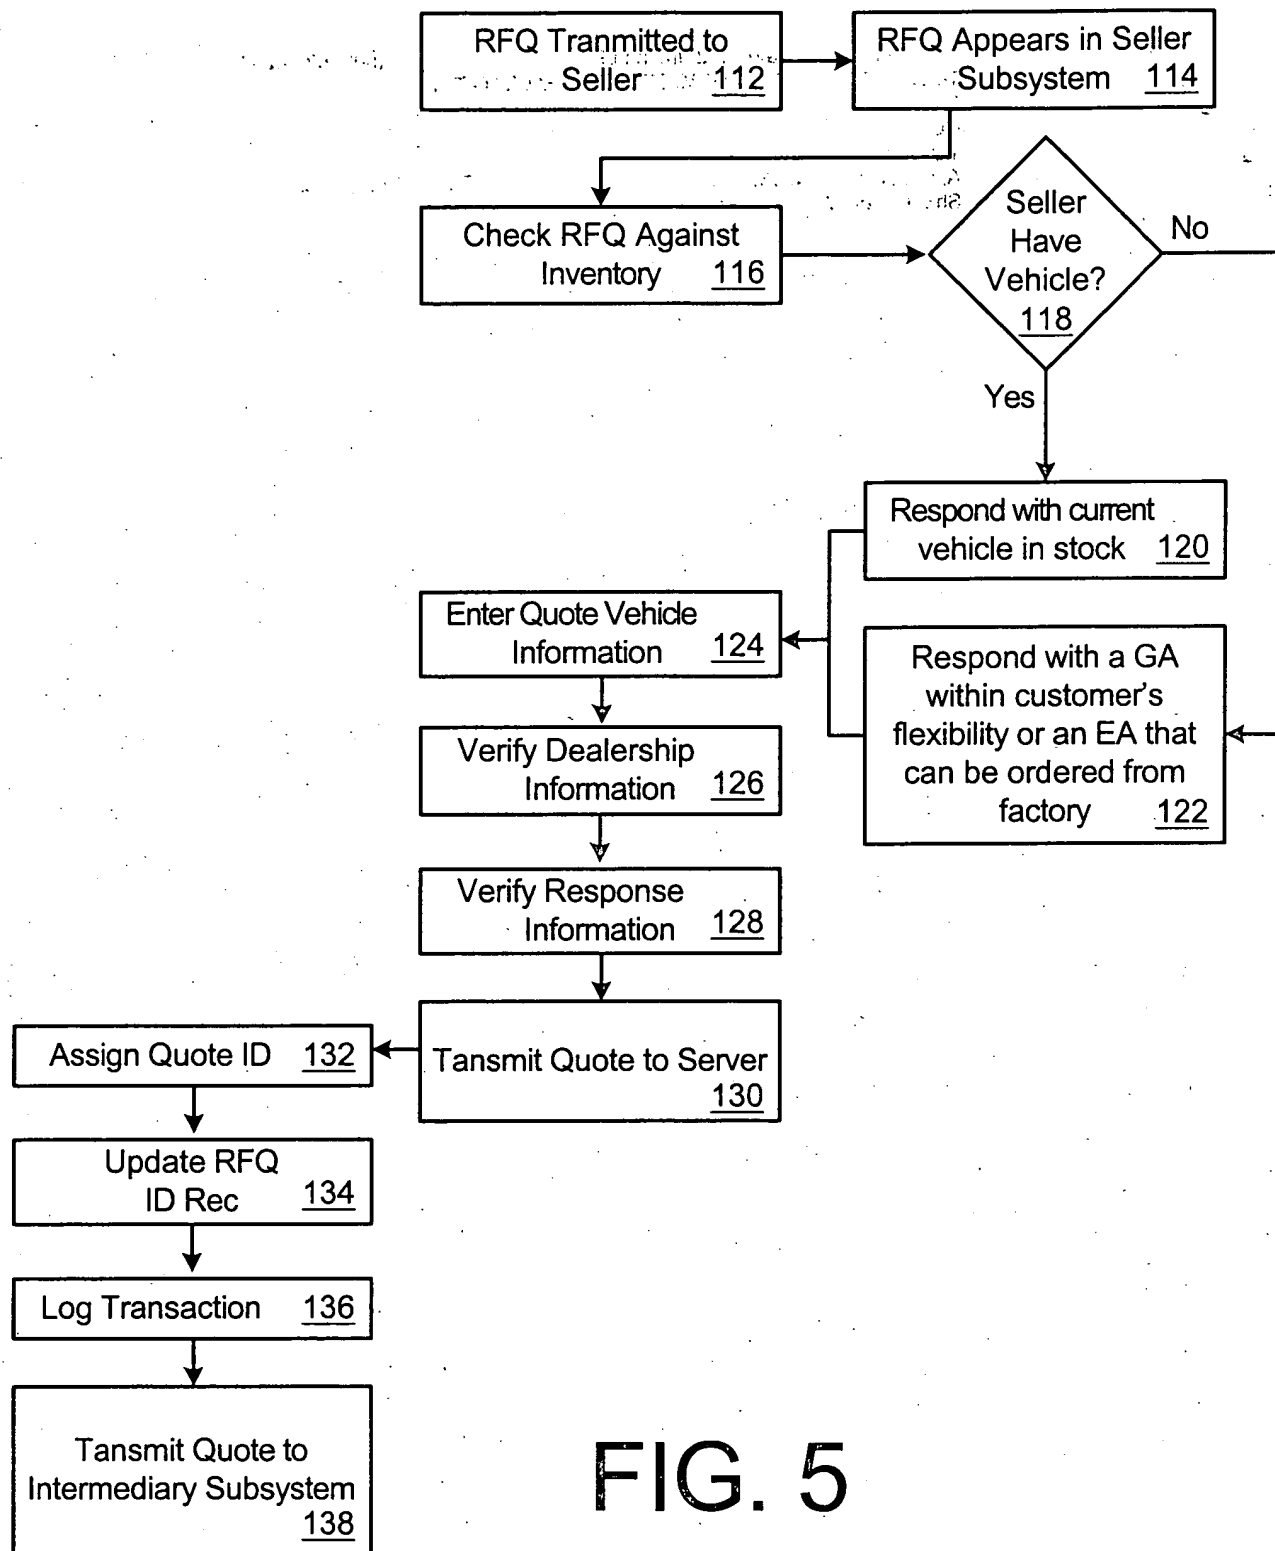 RFQ Tranmitted to
Seller 112
RFQ Appears in Seller
Subsystem 114
Check RFQ Against
Inventory 116
Seller
Have
Vehicle?
118
No
Yes
Respond with current
vehicle in stock 120
Enter Quote Vehicle
Information 124
Respond with a GA
within customer's
flexibility or an EA that
can be ordered from
factory 122
Verify Dealership
Information 126
Verify Response
Information 128
Tansmit Quote to Server
130
Assign Quote ID 132
Update RFQ
ID Rec 134
Log Transaction 136
Tansmit Quote to
Intermediary Subsystem
138
FIG. 5